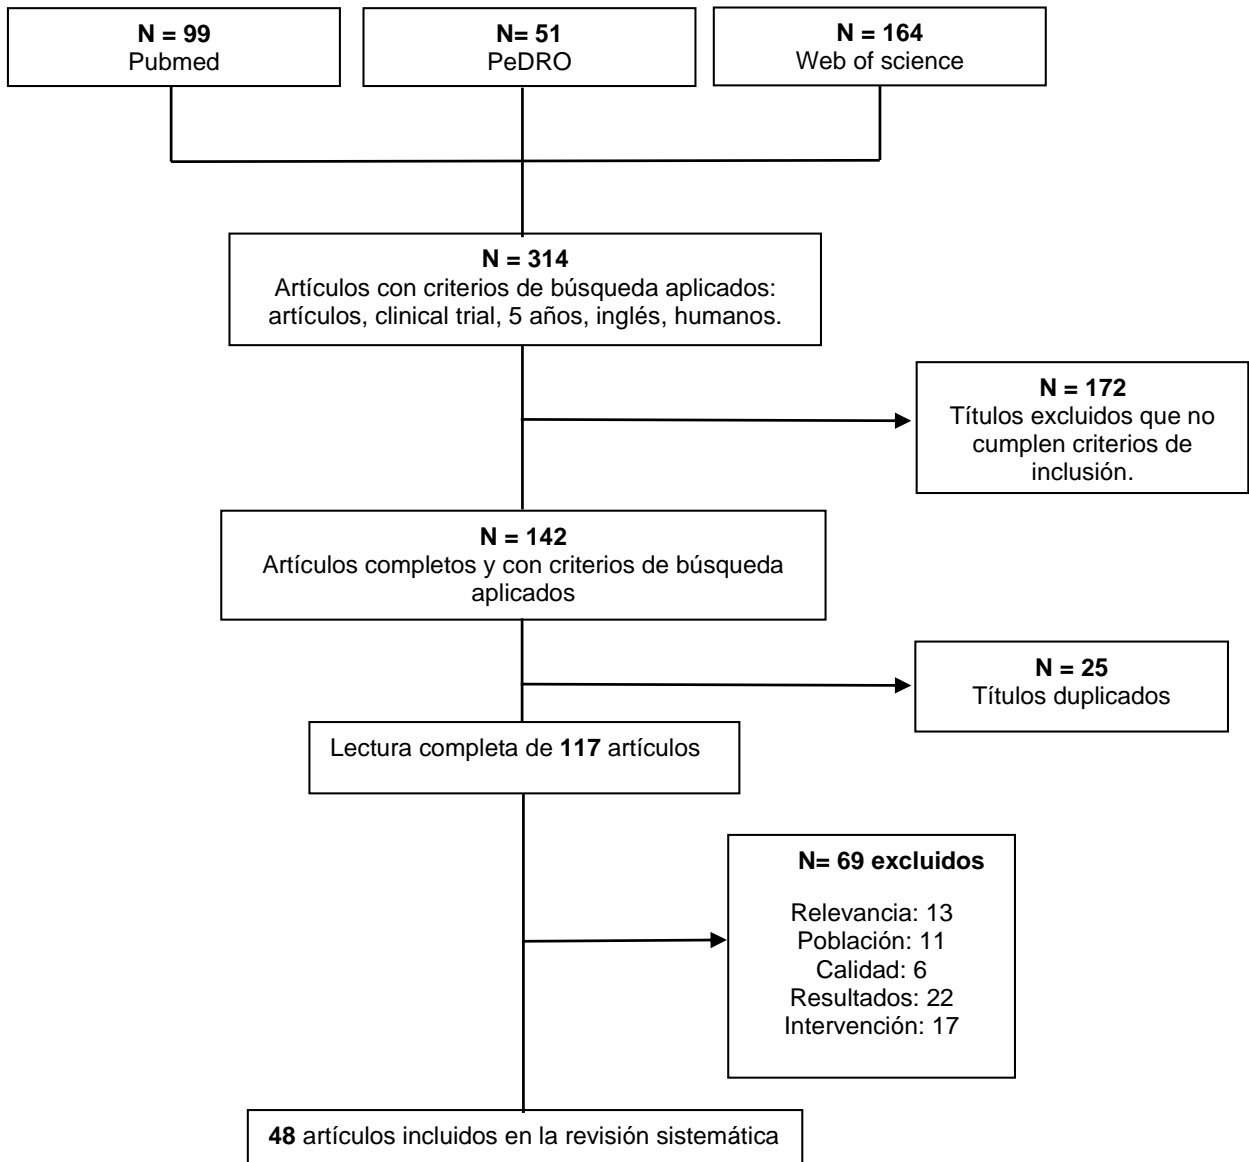 N = 99
Pubmed
N= 51
PeDRO
N = 164
Web of science
N = 314
Artículos con criterios de búsqueda aplicados:
artículos, clinical trial, 5 años, inglés, humanos.
N = 172
Títulos excluidos que no
cumplen criterios de
inclusión.
N = 142
Artículos completos y con criterios de búsqueda
aplicados
N = 25
Títulos duplicados
Lectura completa de 117 artículos
N= 69 excluidos
Relevancia: 13
Población: 11
Calidad: 6
Resultados: 22
Intervención: 17
48 artículos incluidos en la revisión sistemática